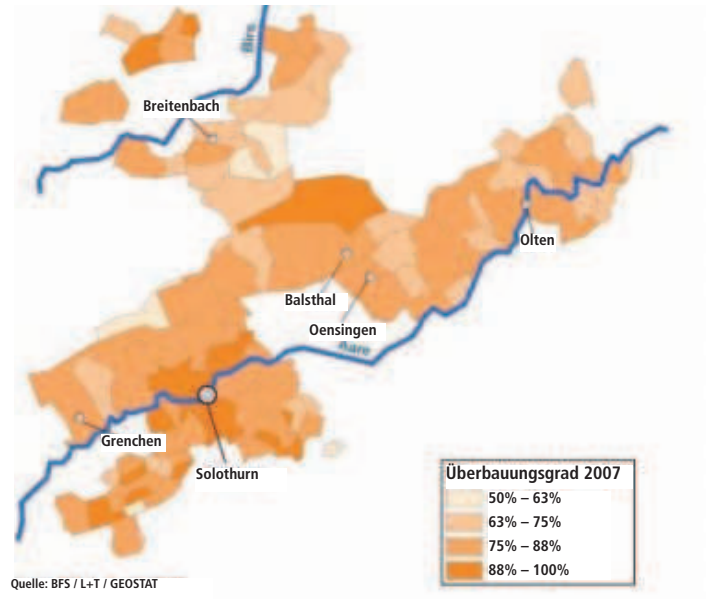 Birs
Breitenbach
Olten
Balsthal
Oensingen
Aare
Grenchen
Solothurn
Überbauungsgrad 2007
50% – 63%
63% – 75%
75% – 88%
88% – 100%
Quelle: BFS / L+T / GEOSTAT